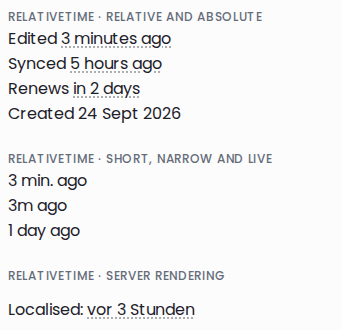 RELATIVETIME · RELATIVE AND ABSOLUTE
Edited 3 minutes ago
Synced 5 hours ago
Renews in 2 days
Created 24 Sept 2026
RELATIVETIME · SHORT, NARROW AND LIVE
3 min. ago
3m ago
1 day ago
RELATIVETIME · SERVER RENDERING
Localised: vor 3 Stunden